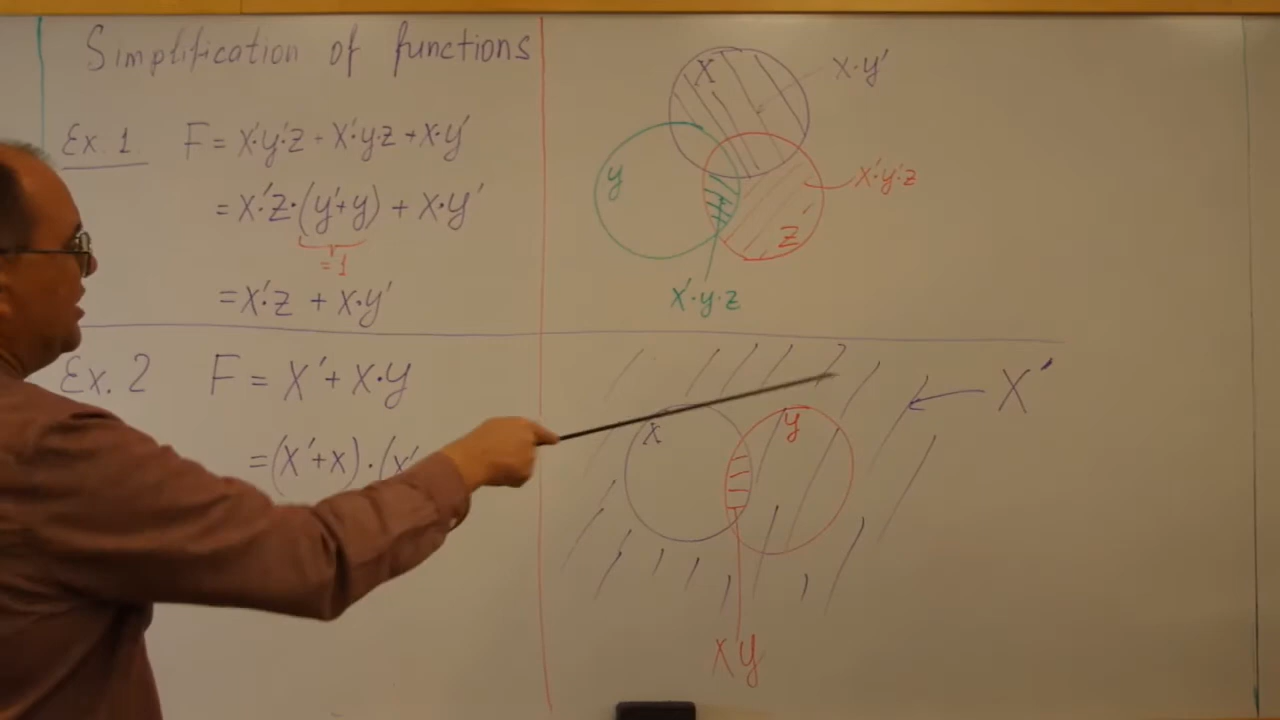 Simplification of functions
Ex. 1 F = x'·y'·z + x'·y·z + x·y'
= x'·z·(y'+y) + x·y'
= 1
= x'·z + x·y'
x
x·y'
y
x'·y'·z
z
x'·y·z
Ex. 2 F = x' + x·y
= (x'+x)·(x'
x'
x
y
xy